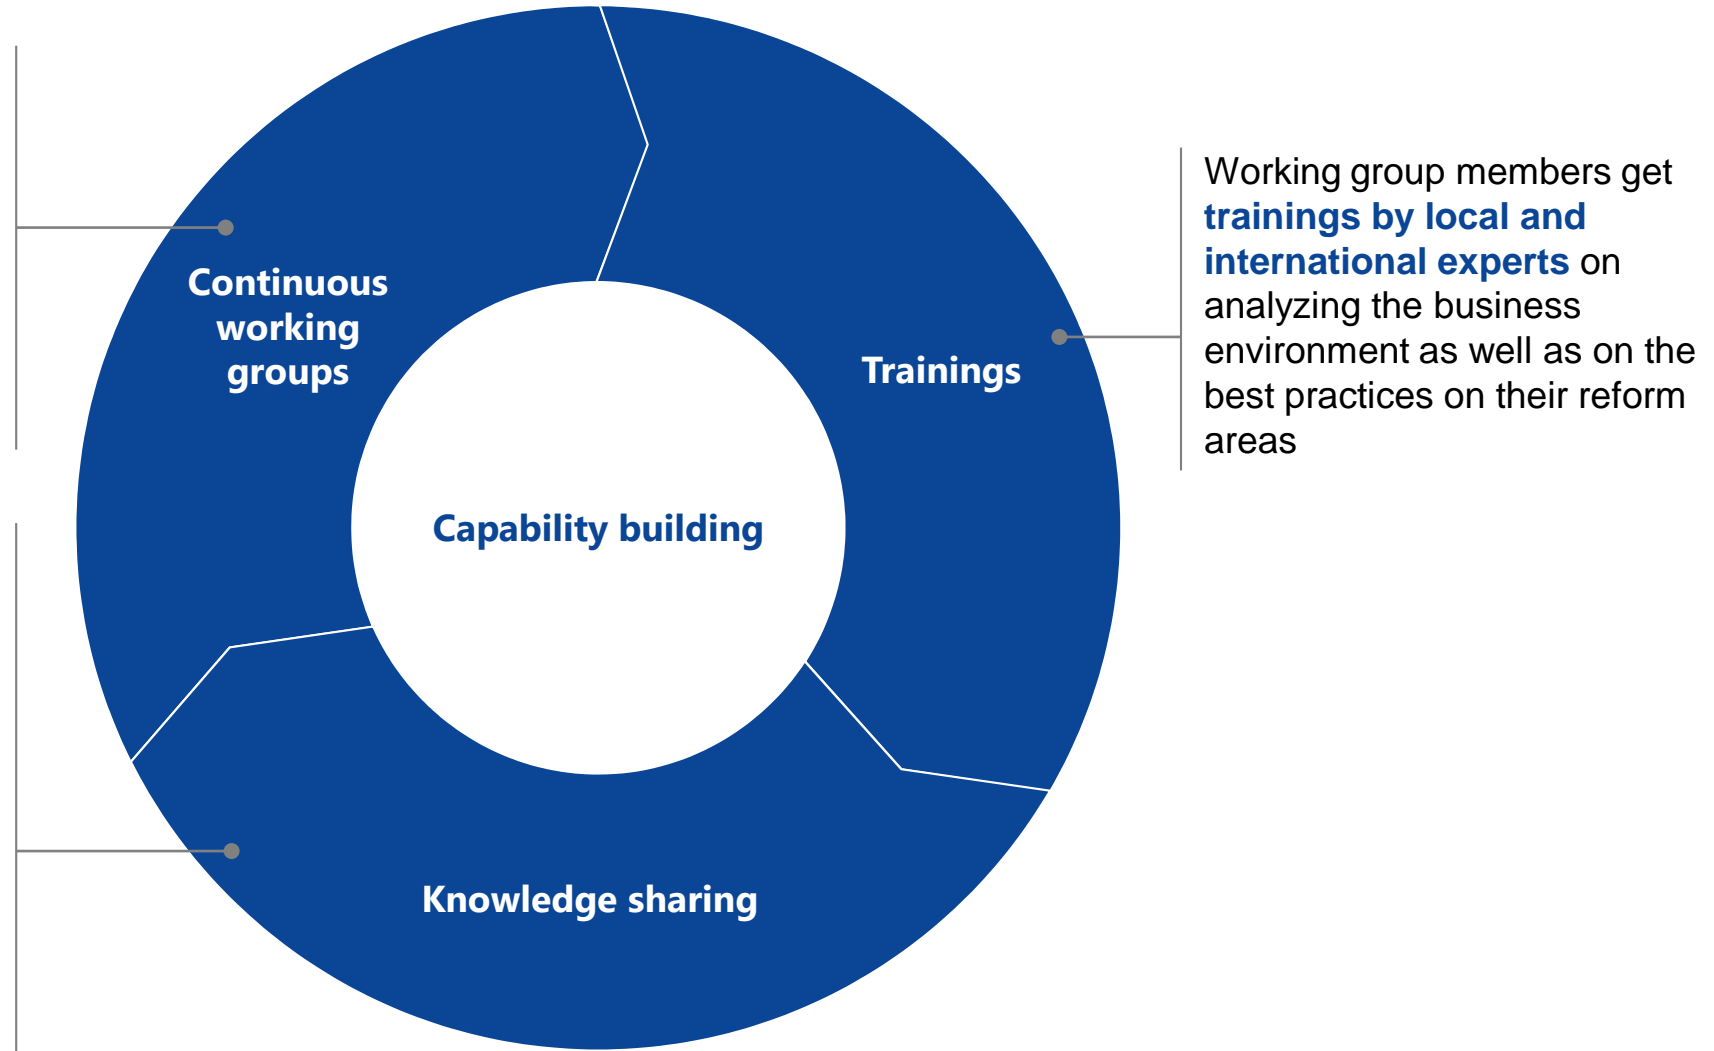 Continuous
working
groups
Trainings
Working group members get
trainings by local and
international experts on
analyzing the business
environment as well as on the
best practices on their reform
areas
Capability building
Knowledge sharing